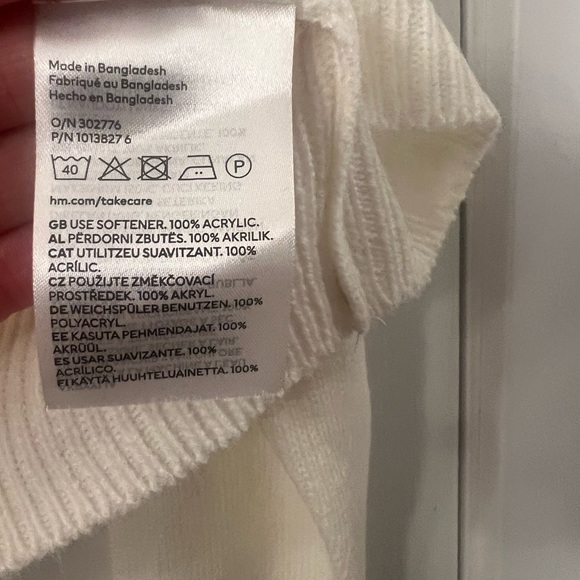 Made in Bangladesh
Fabriqué au Bangladesh
Hecho en Bangladesh
O/N 302776
P/N 1013827 6
40
P
hm.com/takecare
GB USE SOFTENER. 100% ACRYLIC.
AL PËRDORNI ZBUTËS. 100% AKRILIK.
CAT UTILITZEU SUAVITZANT. 100%
ACRÍLIC.
CZ POUŽIJTE ZMĚKČOVACÍ
PROSTŘEDEK. 100% AKRYL.
DE WEICHSPÜLER BENUTZEN. 100%
POLYACRYL.
EE KASUTA PEHMENDAJAT. 100%
AKRÜÜL.
ES USAR SUAVIZANTE. 100%
ACRÍLICO.
FI KÄYTÄ HUUHTELUAINETTA. 100%